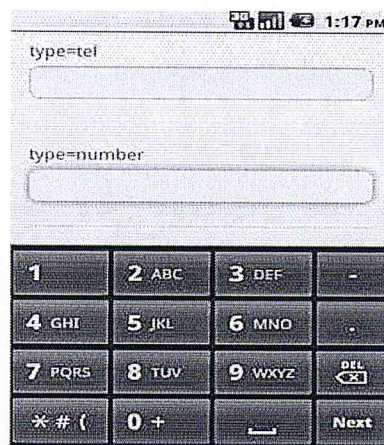 3G 1:17 PM
type=tel
type=number
1 2 ABC 3 DEF -
4 GHI 5 JKL 6 MNO .
7 PQRS 8 TUV 9 WXYZ DEL
* # ( 0 + Next